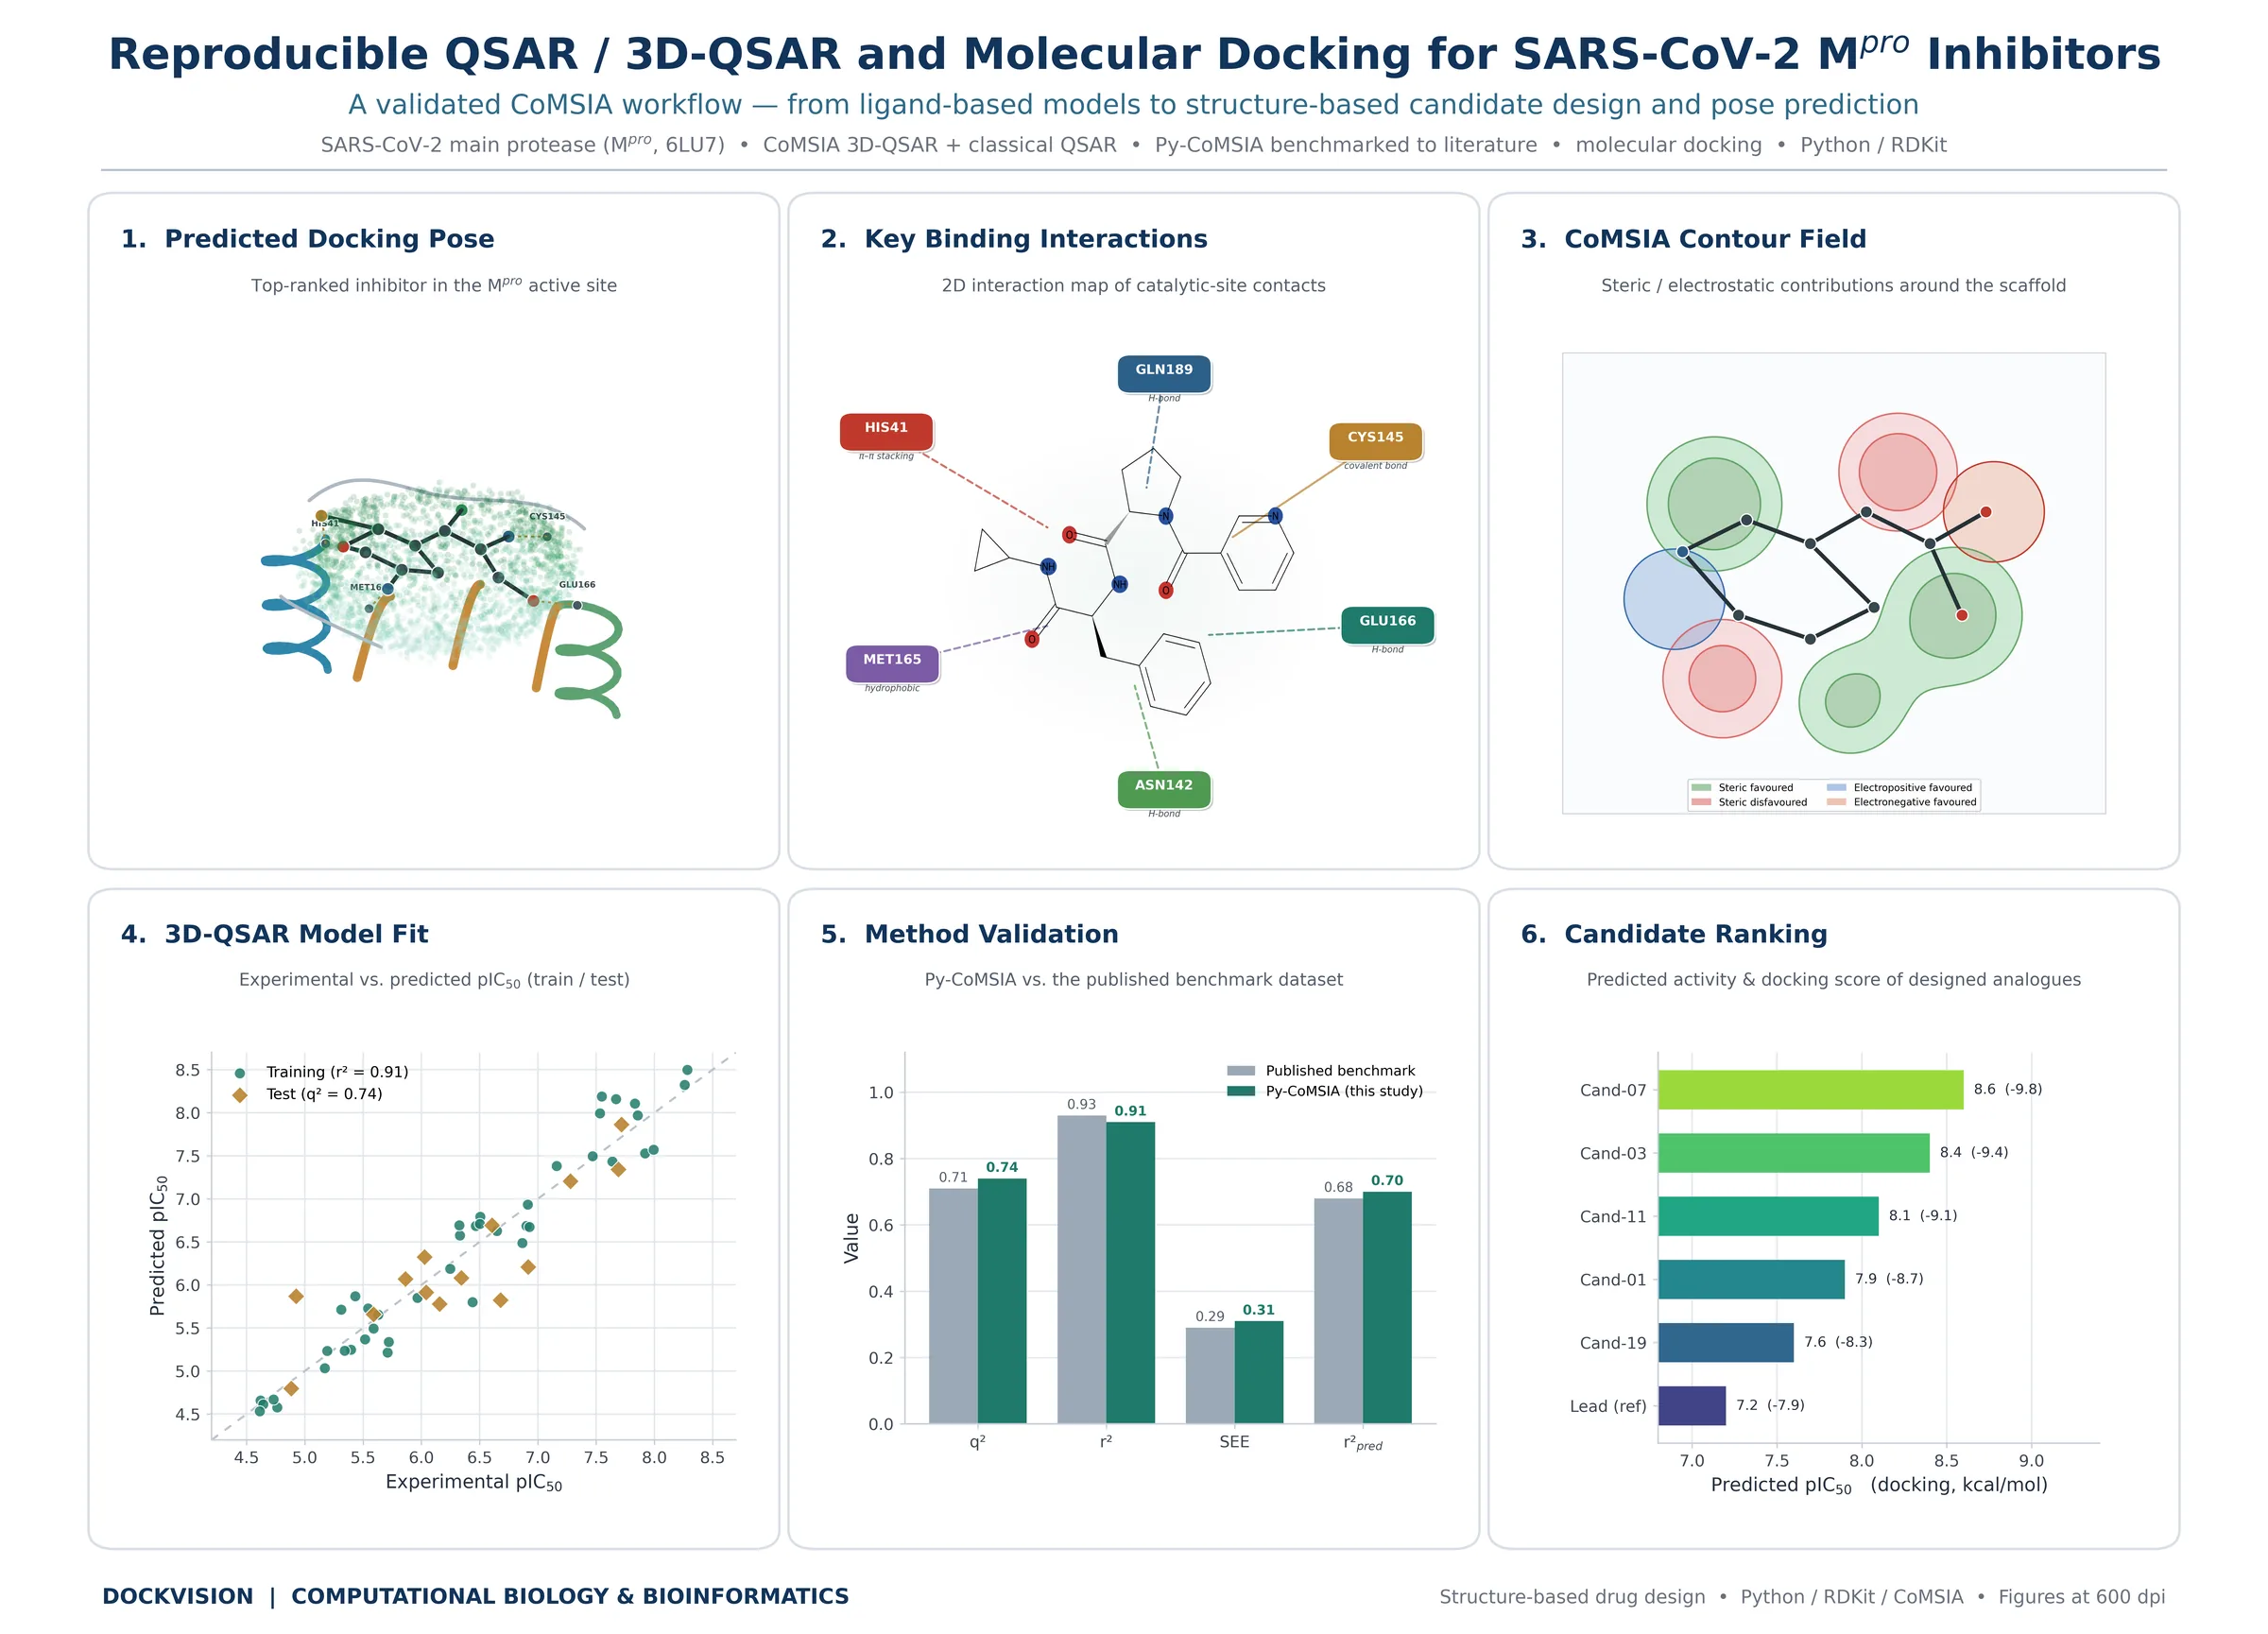 Reproducible QSAR / 3D-QSAR and Molecular Docking for SARS-CoV-2 Mpro Inhibitors
A validated CoMSIA workflow — from ligand-based models to structure-based candidate design and pose prediction
SARS-CoV-2 main protease (Mpro, 6LU7) • CoMSIA 3D-QSAR + classical QSAR • Py-CoMSIA benchmarked to literature • molecular docking • Python / RDKit
1. Predicted Docking Pose
Top-ranked inhibitor in the Mpro active site
HIS41
CYS145
MET16
GLU166
2. Key Binding Interactions
2D interaction map of catalytic-site contacts
GLN189
H-bond
HIS41
π–π stacking
CYS145
covalent bond
N
N
O
NH
NH
O
O
GLU166
H-bond
MET165
hydrophobic
ASN142
H-bond
3. CoMSIA Contour Field
Steric / electrostatic contributions around the scaffold
Steric favoured
Electropositive favoured
Steric disfavoured
Electronegative favoured
4. 3D-QSAR Model Fit
Experimental vs. predicted pIC50 (train / test)
Training (r² = 0.91)
Test (q² = 0.74)
8.5
8.0
7.5
7.0
6.5
6.0
5.5
5.0
4.5
Predicted pIC50
4.5 5.0 5.5 6.0 6.5 7.0 7.5 8.0 8.5
Experimental pIC50
5. Method Validation
Py-CoMSIA vs. the published benchmark dataset
Published benchmark
Py-CoMSIA (this study)
1.0
0.8
0.6
0.4
0.2
0.0
Value
0.71 0.74
0.93 0.91
0.29 0.31
0.68 0.70
q² r² SEE r²pred
6. Candidate Ranking
Predicted activity & docking score of designed analogues
Cand-07 8.6 (-9.8)
Cand-03 8.4 (-9.4)
Cand-11 8.1 (-9.1)
Cand-01 7.9 (-8.7)
Cand-19 7.6 (-8.3)
Lead (ref) 7.2 (-7.9)
7.0 7.5 8.0 8.5 9.0
Predicted pIC50 (docking, kcal/mol)
DOCKVISION | COMPUTATIONAL BIOLOGY & BIOINFORMATICS
Structure-based drug design • Python / RDKit / CoMSIA • Figures at 600 dpi